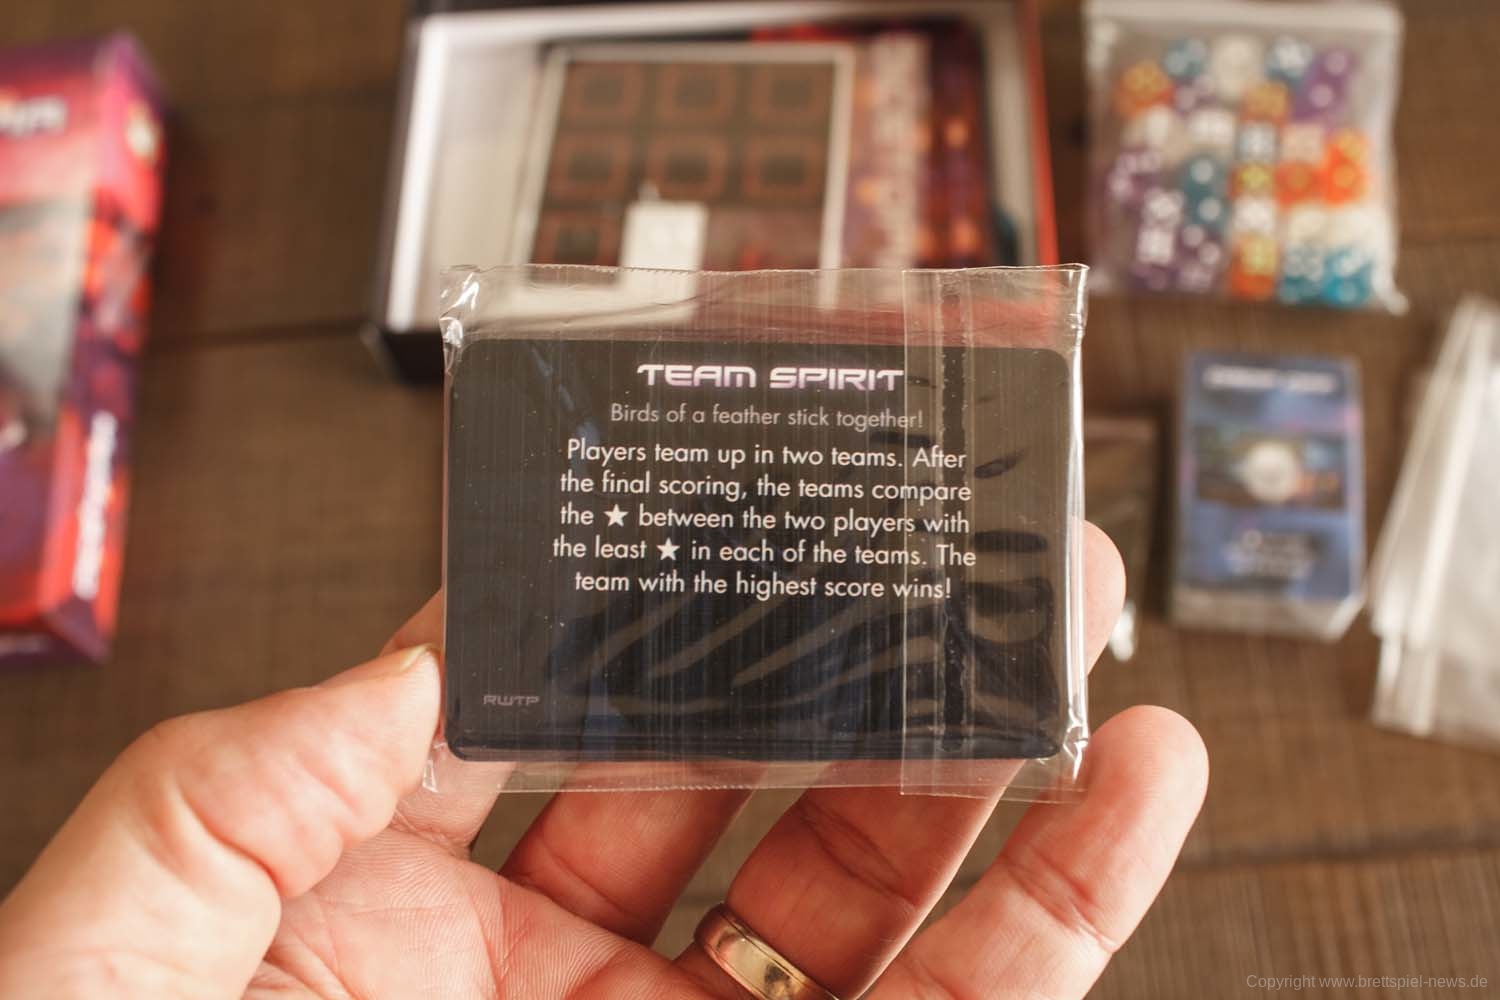 TEAM SPIRIT
Birds of a feather stick together!
Players team up in two teams. After
the final scoring, the teams compare
the ★ between the two players with
the least ★ in each of the teams. The
team with the highest score wins!
RWTP
Copyright www.brettspiel-news.de